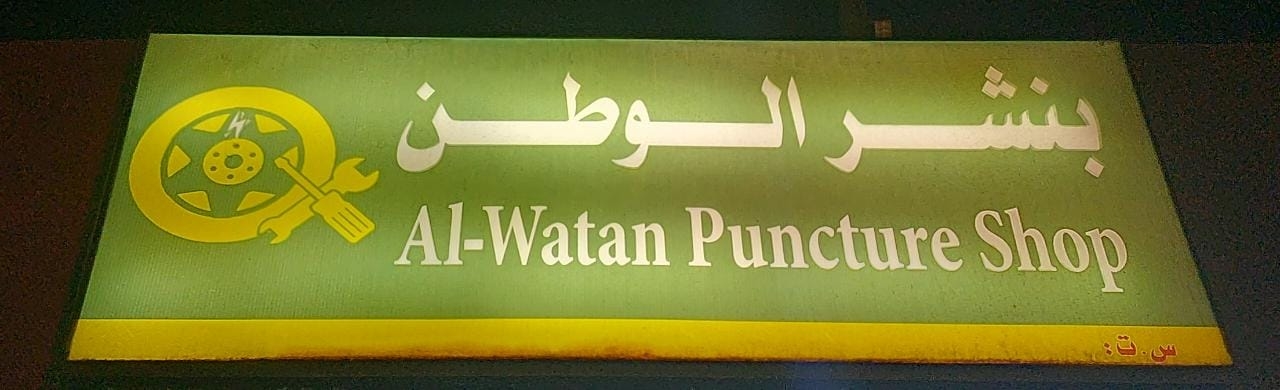 بنشر الوطن
Al-Watan Puncture Shop
س . ت :